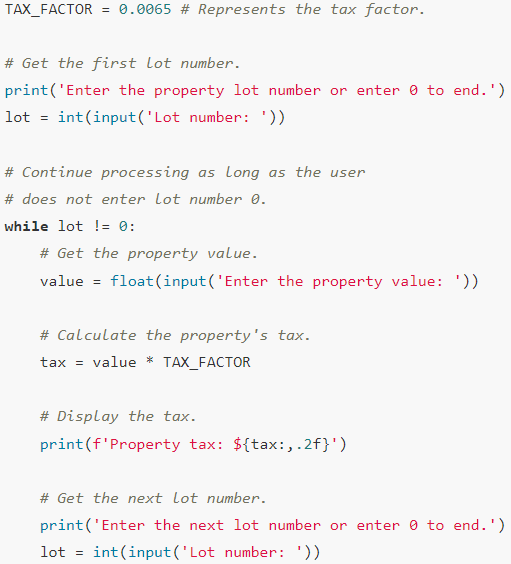 TAX_FACTOR = 0.0065 # Represents the tax factor.

# Get the first lot number.
print('Enter the property lot number or enter 0 to end.')
lot = int(input('Lot number: '))

# Continue processing as long as the user
# does not enter lot number 0.
while lot != 0:
    # Get the property value.
    value = float(input('Enter the property value: '))

    # Calculate the property's tax.
    tax = value * TAX_FACTOR

    # Display the tax.
    print(f'Property tax: ${tax:,.2f}')

    # Get the next lot number.
    print('Enter the next lot number or enter 0 to end.')
    lot = int(input('Lot number: '))